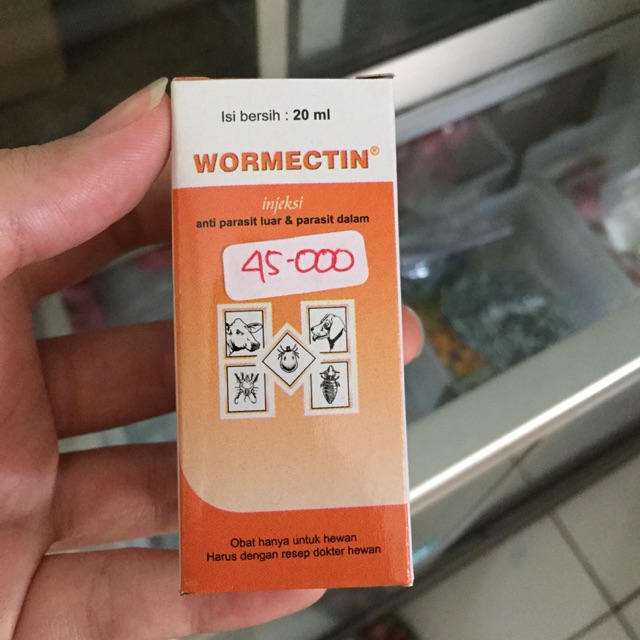 Isi bersih : 20 ml
WORMECTIN®
injeksi
anti parasit luar & parasit dalam
45-000
Obat hanya untuk hewan
Harus dengan resep dokter hewan